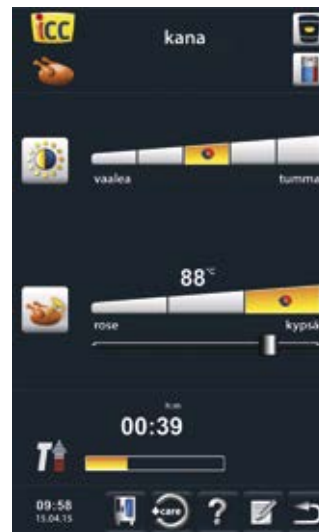 icc
kana
vaalea tumma
88°C
rose kypsä
h:m
00:39
T
09:58
15.04.15
care ?